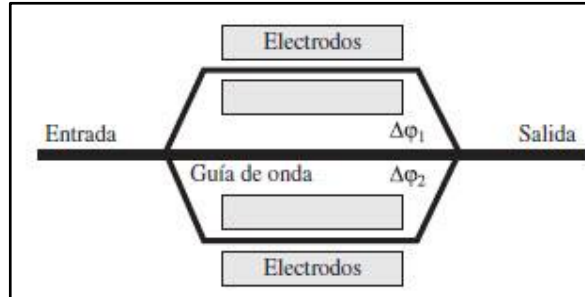 Electrodos
Entrada
Δφ₁
Salida
Guía de onda
Δφ₂
Electrodos